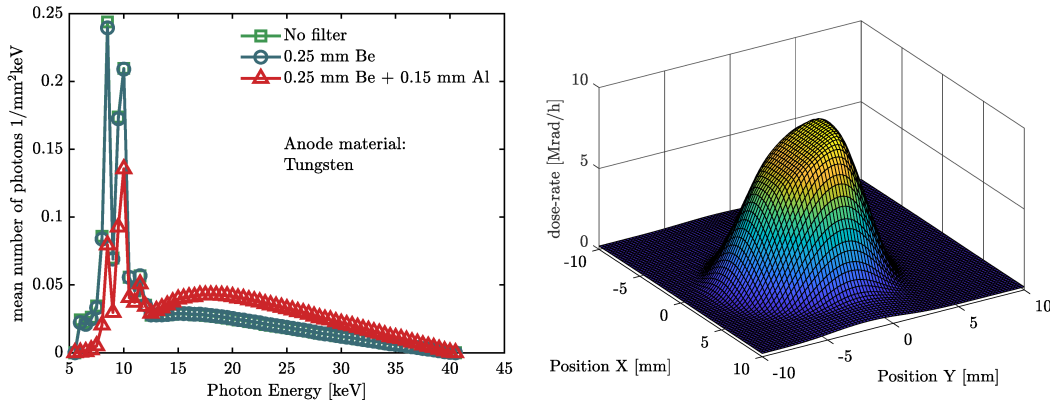 0.25
0.2
0.15
0.1
0.05
0
5
10
15
20
25
30
35
40
45
mean number of photons 1/mm²keV
Photon Energy [keV]
No filter
0.25 mm Be
0.25 mm Be + 0.15 mm Al
Anode material:
Tungsten
10
5
0
dose-rate [Mrad/h]
-10
-5
0
5
10
Position X [mm]
-10
-5
0
5
10
Position Y [mm]